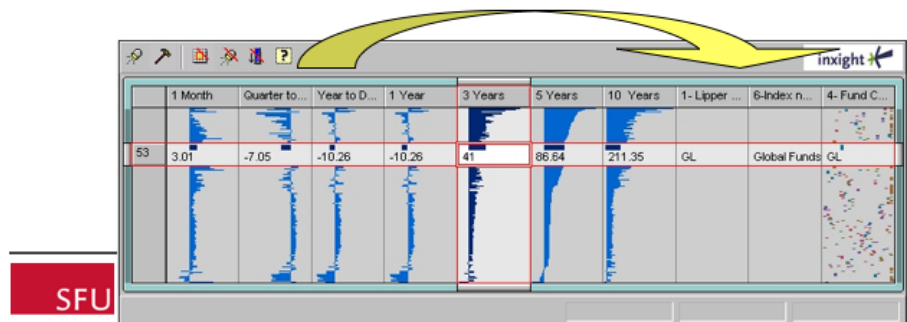 ?
inxight
1 Month Quarter to... Year to D... 1 Year 3 Years 5 Years 10 Years 1- Lipper ... 6-Index n... 4- Fund C...
53 3.01 -7.05 -10.26 -10.26 41 86.64 211.35 GL Global Funds GL
SFU